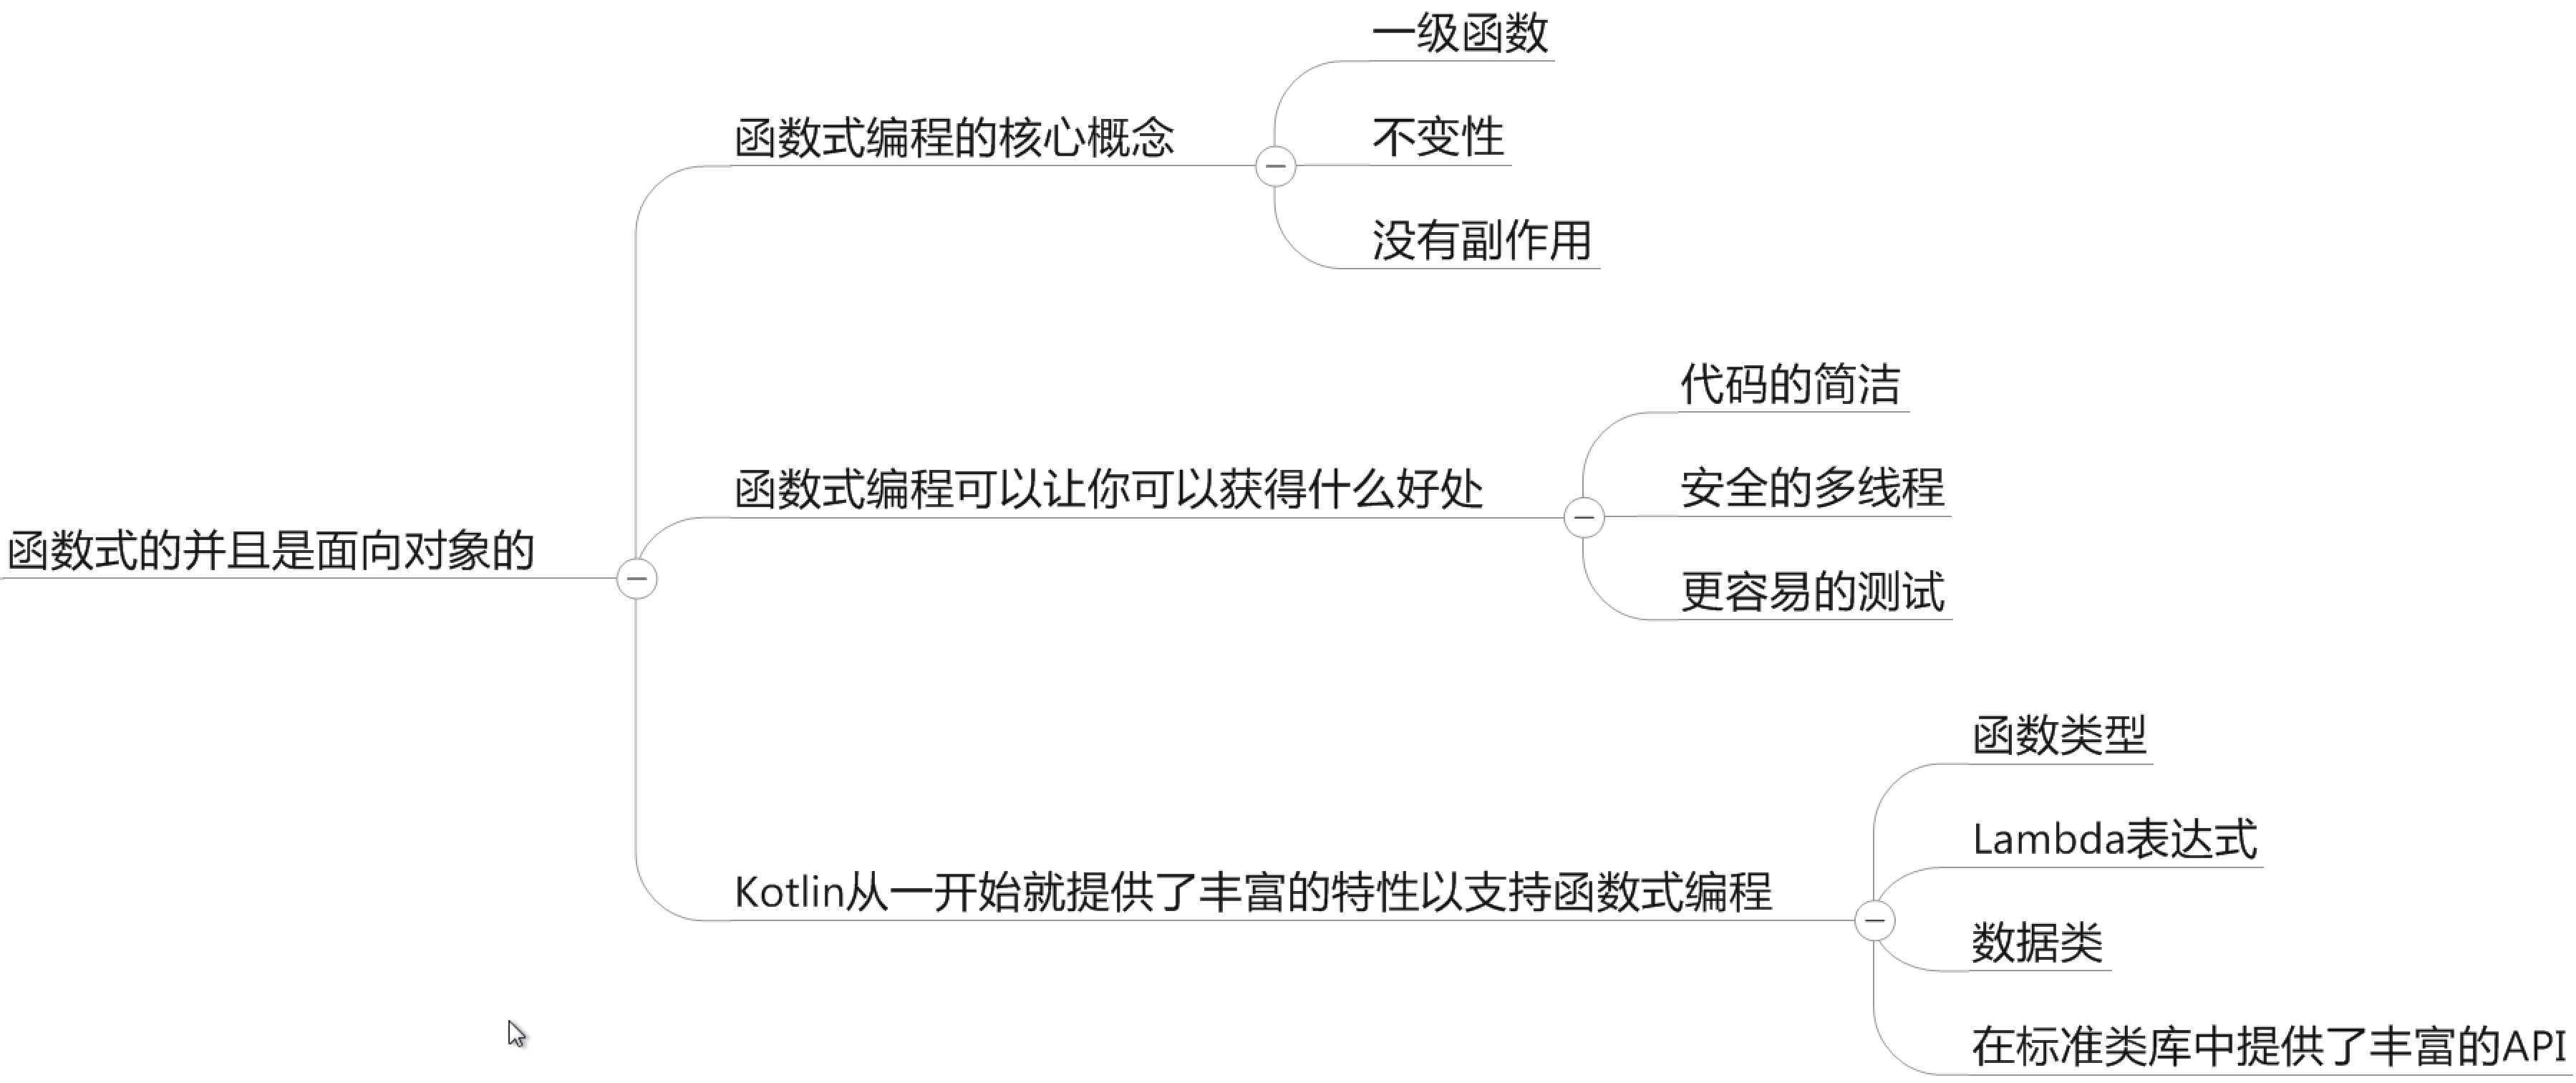 函数式的并且是面向对象的
函数式编程的核心概念
一级函数
不变性
没有副作用
函数式编程可以让你可以获得什么好处
代码的简洁
安全的多线程
更容易的测试
Kotlin从一开始就提供了丰富的特性以支持函数式编程
函数类型
Lambda表达式
数据类
在标准类库中提供了丰富的API